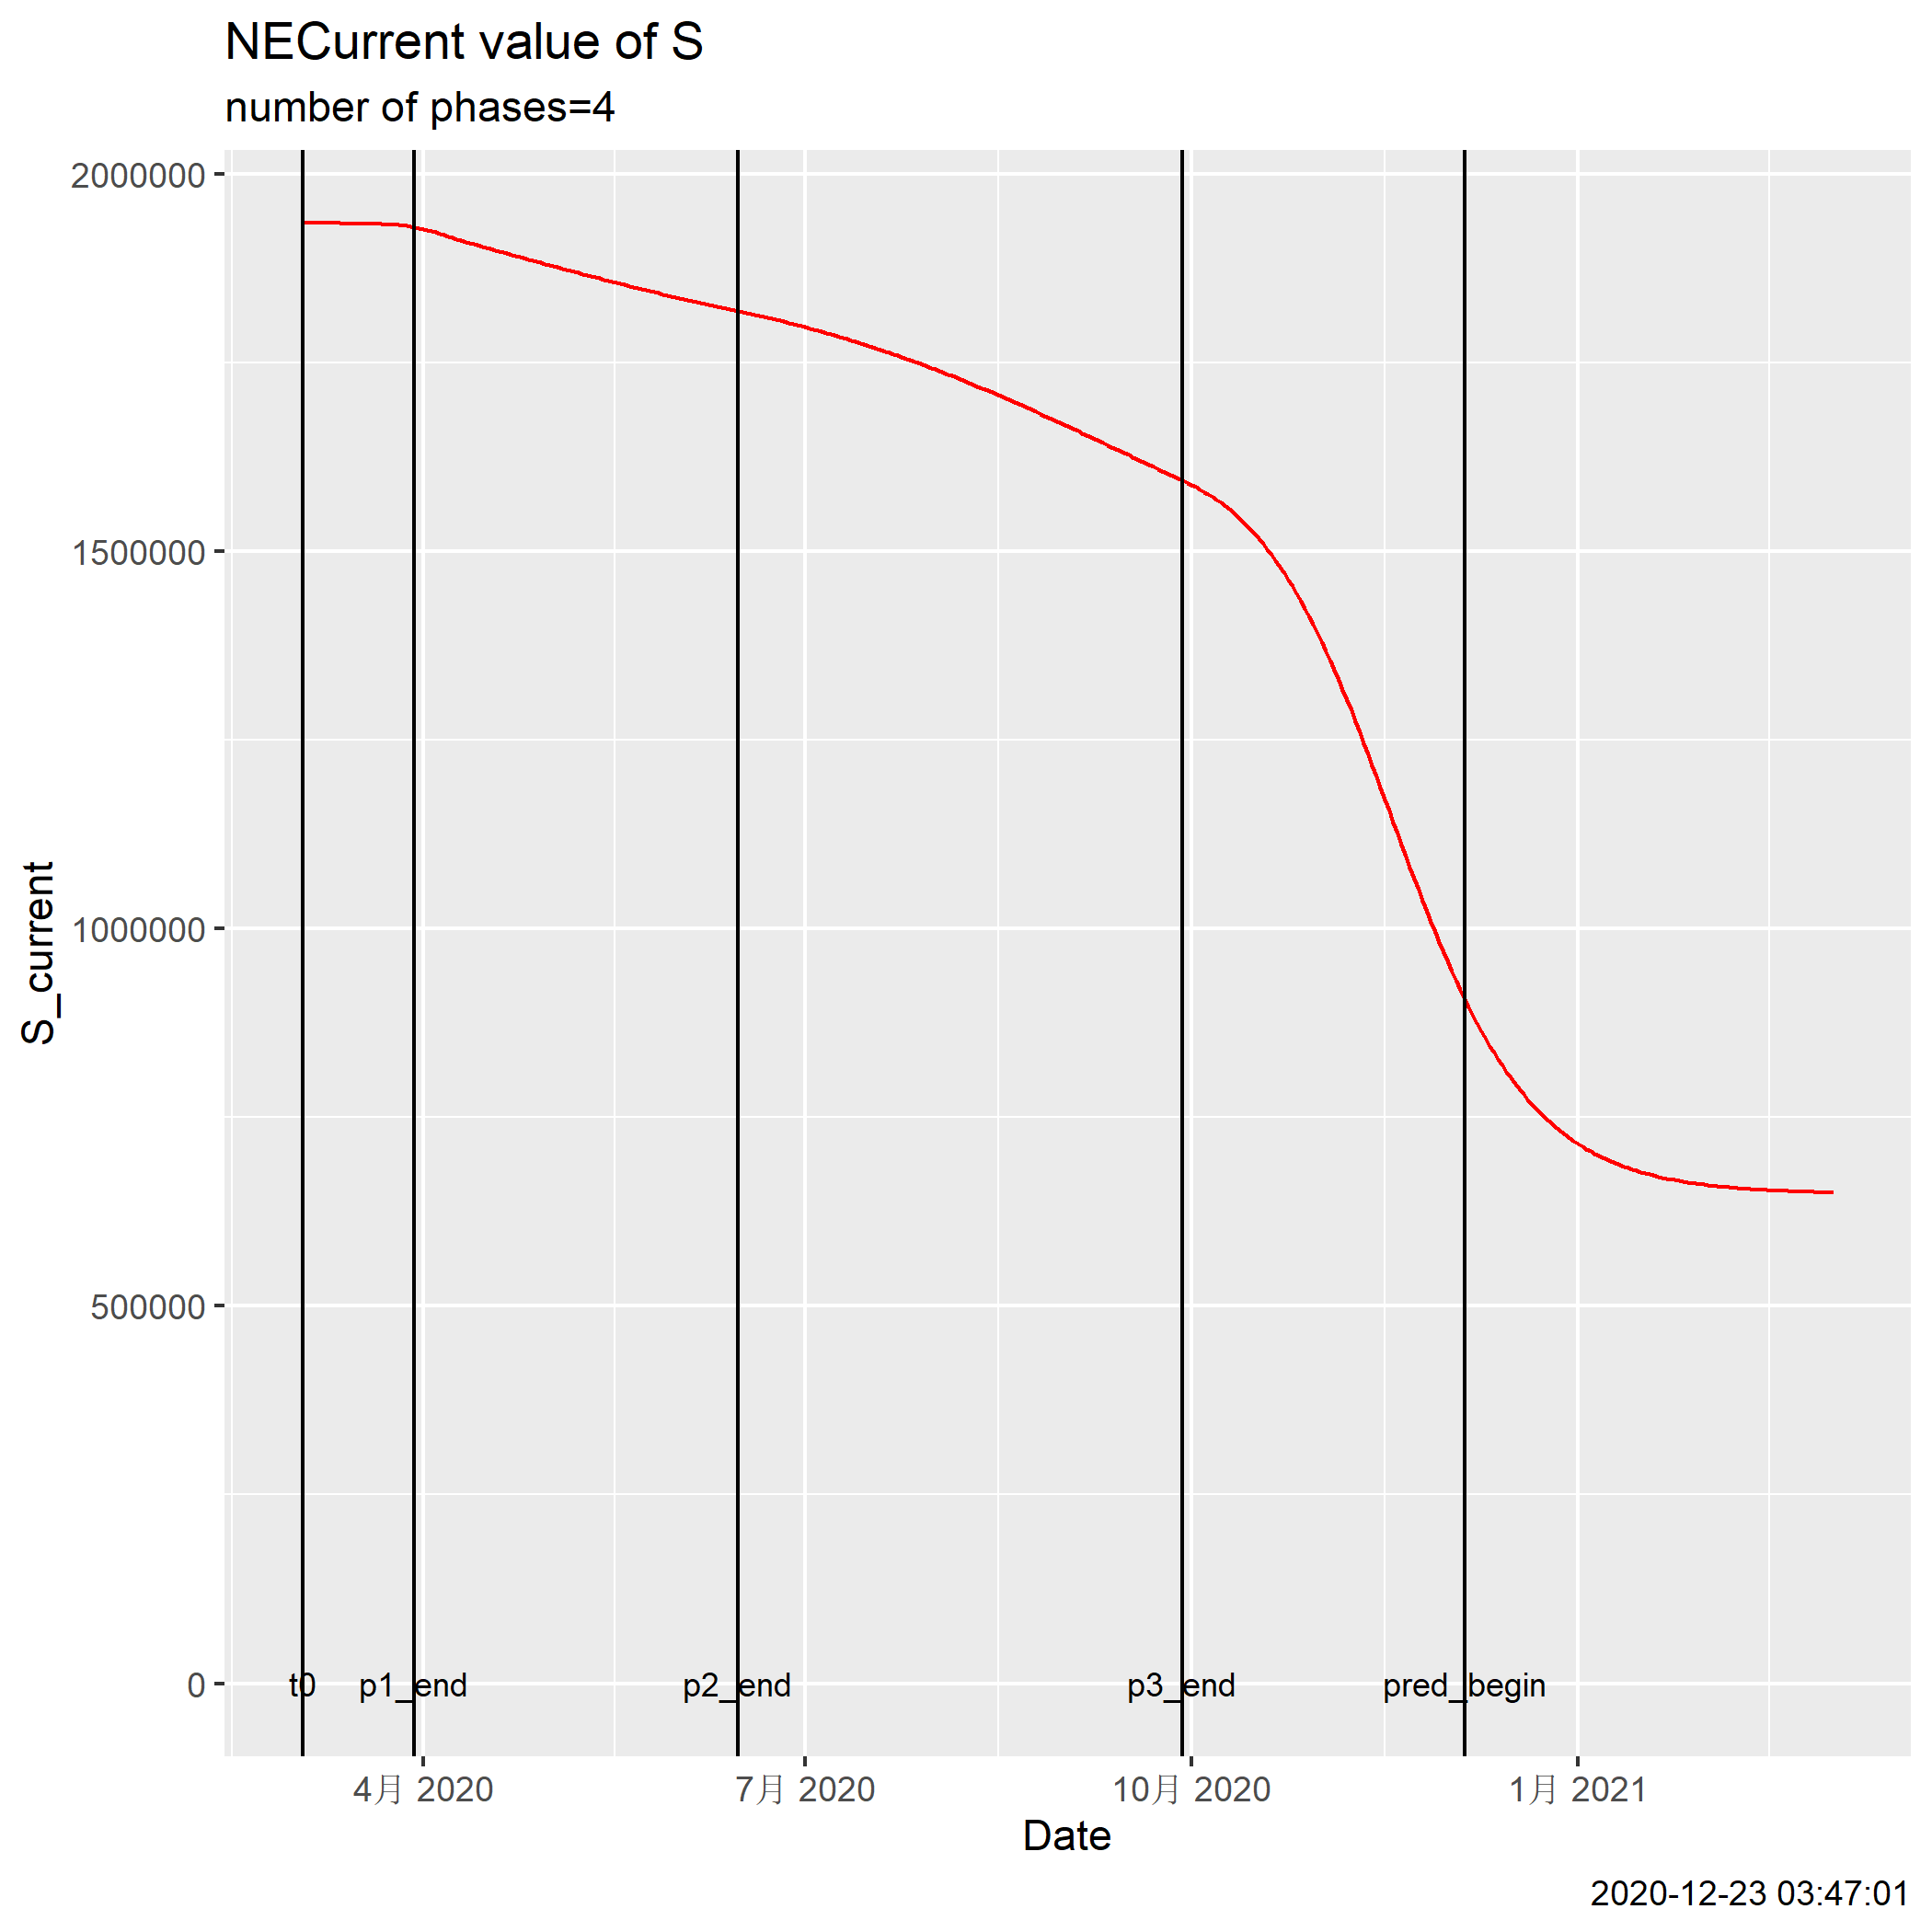 NECurrent value of S
number of phases=4
S_current
2000000
1500000
1000000
500000
0
t0 p1_end p2_end p3_end pred_begin
4月 2020 7月 2020 10月 2020 1月 2021
Date
2020-12-23 03:47:01